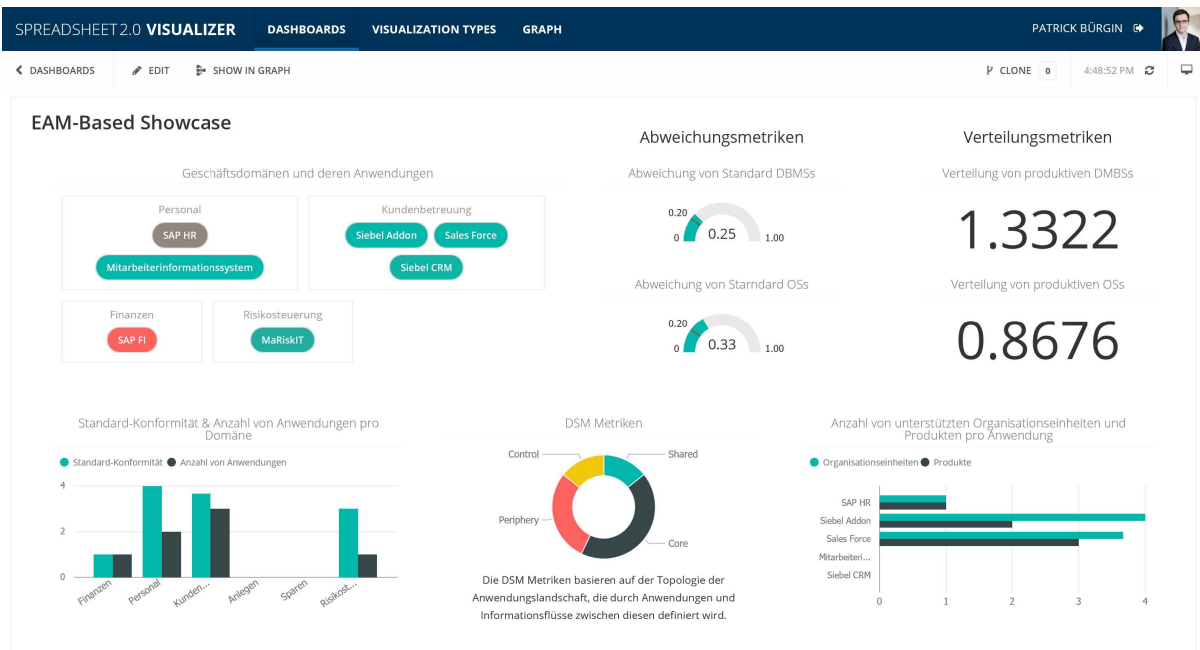 SPREADSHEET2.0 VISUALIZER DASHBOARDS VISUALIZATION TYPES GRAPH PATRICK BÜRGIN
DASHBOARDS EDIT SHOW IN GRAPH CLONE 0 4:48:52 PM
EAM-Based Showcase
Geschäftsdomänen und deren Anwendungen
Personal
SAP HR
Mitarbeiterinformationssystem
Kundenbetreuung
Siebel Addon Sales Force
Siebel CRM
Finanzen
SAP FI
Risikosteuerung
MaRiskIT
Abweichungsmetriken
Abweichung von Standard DBMSs
0.20
0 0.25 1.00
Abweichung von Starndard OSs
0.20
0 0.33 1.00
Verteilungsmetriken
Verteilung von produktiven DMBSs
1.3322
Verteilung von produktiven OSs
0.8676
Standard-Konformität & Anzahl von Anwendungen pro
Domäne
Standard-Konformität Anzahl von Anwendungen
4
2
0
Finanzen Personal Kunden... Anlegen Sparen Risikost...
DSM Metriken
Control Shared
Periphery
Core
Die DSM Metriken basieren auf der Topologie der
Anwendungslandschaft, die durch Anwendungen und
Informationsflüsse zwischen diesen definiert wird.
Anzahl von unterstützten Organisationseinheiten und
Produkten pro Anwendung
Organisationseinheiten Produkte
SAP HR
Siebel Addon
Sales Force
Mitarbeiteri...
Siebel CRM
0 1 2 3 4